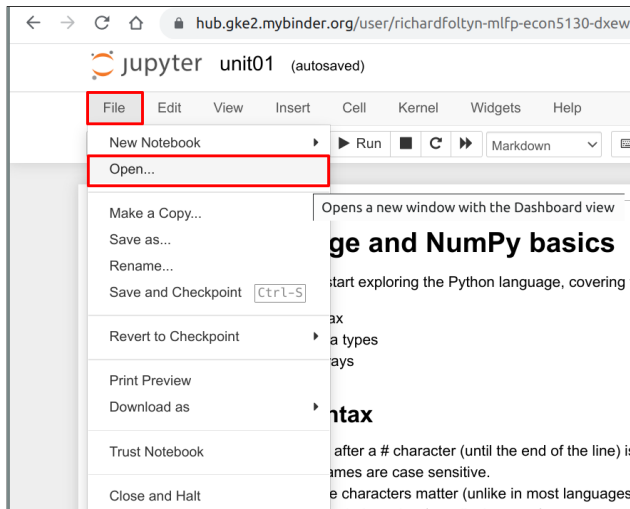 hub.gke2.mybinder.org/user/richardfoltyn-mlfp-econ5130-dxew
jupyter unit01 (autosaved)
File Edit View Insert Cell Kernel Widgets Help
New Notebook Run Markdown
Open...
Opens a new window with the Dashboard view
Make a Copy...
Save as... ge and NumPy basics
Rename...
start exploring the Python language, covering
Save and Checkpoint Ctrl-S
ax
Revert to Checkpoint a types
ays
Print Preview
Download as ntax
Trust Notebook after a # character (until the end of the line) is
ames are case sensitive.
Close and Halt e characters matter (unlike in most languages